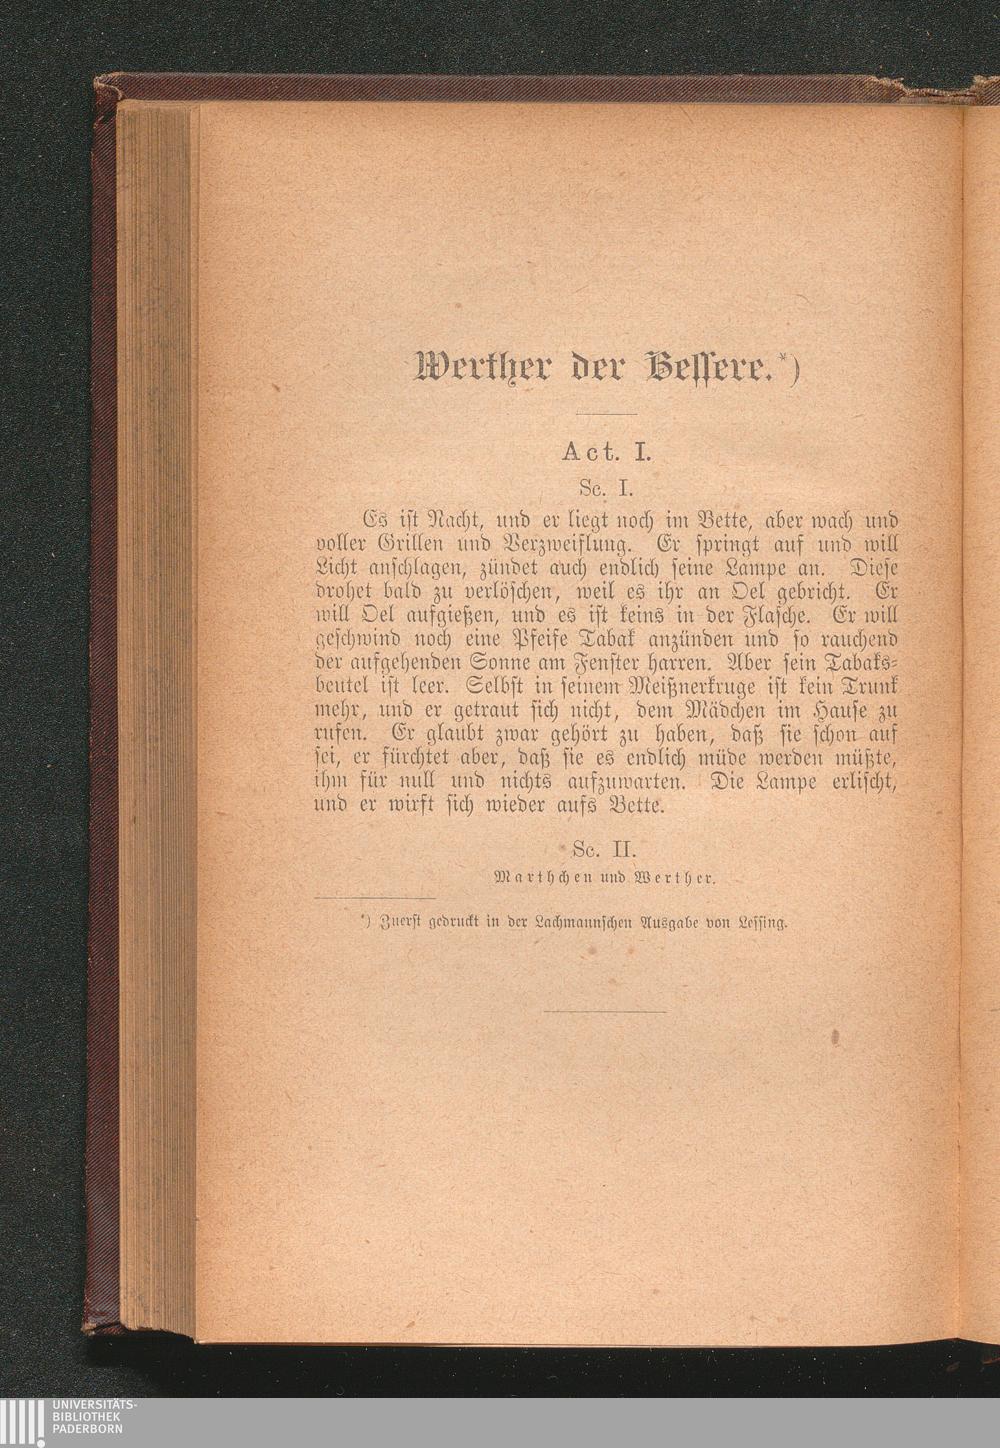 Werther der Bessere.*)
Act. I.
Sc. I.
Es ist Nacht, und er liegt noch im Bette, aber wach und
voller Grillen und Verzweiflung. Er springt auf und will
Licht anschlagen, zündet auch endlich seine Lampe an. Diese
drohet bald zu verlöschen, weil es ihr an Oel gebricht. Er
will Oel aufgießen, und es ist keins in der Flasche. Er will
geschwind noch eine Pfeife Tabak anzünden und so rauchend
der aufgehenden Sonne am Fenster harren. Aber sein Tabaks-
beutel ist leer. Selbst in seinem Meißnerkruge ist kein Trunk
mehr, und er getraut sich nicht, dem Mädchen im Hause zu
rufen. Er glaubt zwar gehört zu haben, daß sie schon auf
sei, er fürchtet aber, daß sie es endlich müde werden müßte,
ihm für null und nichts aufzuwarten. Die Lampe erlischt,
und er wirft sich wieder aufs Bette.
Sc. II.
Marthchen und Werther.
*) Zuerst gedruckt in der Lachmannschen Ausgabe von Lessing.
UNIVERSITÄTS-
BIBLIOTHEK
PADERBORN